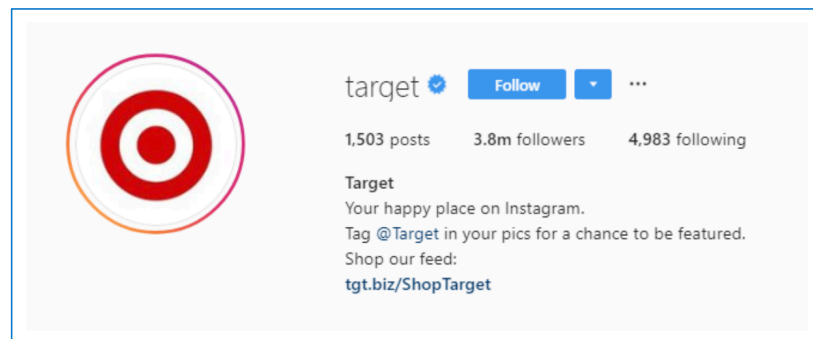 target Follow ...
1,503 posts 3.8m followers 4,983 following
Target
Your happy place on Instagram.
Tag @Target in your pics for a chance to be featured.
Shop our feed:
tgt.biz/ShopTarget